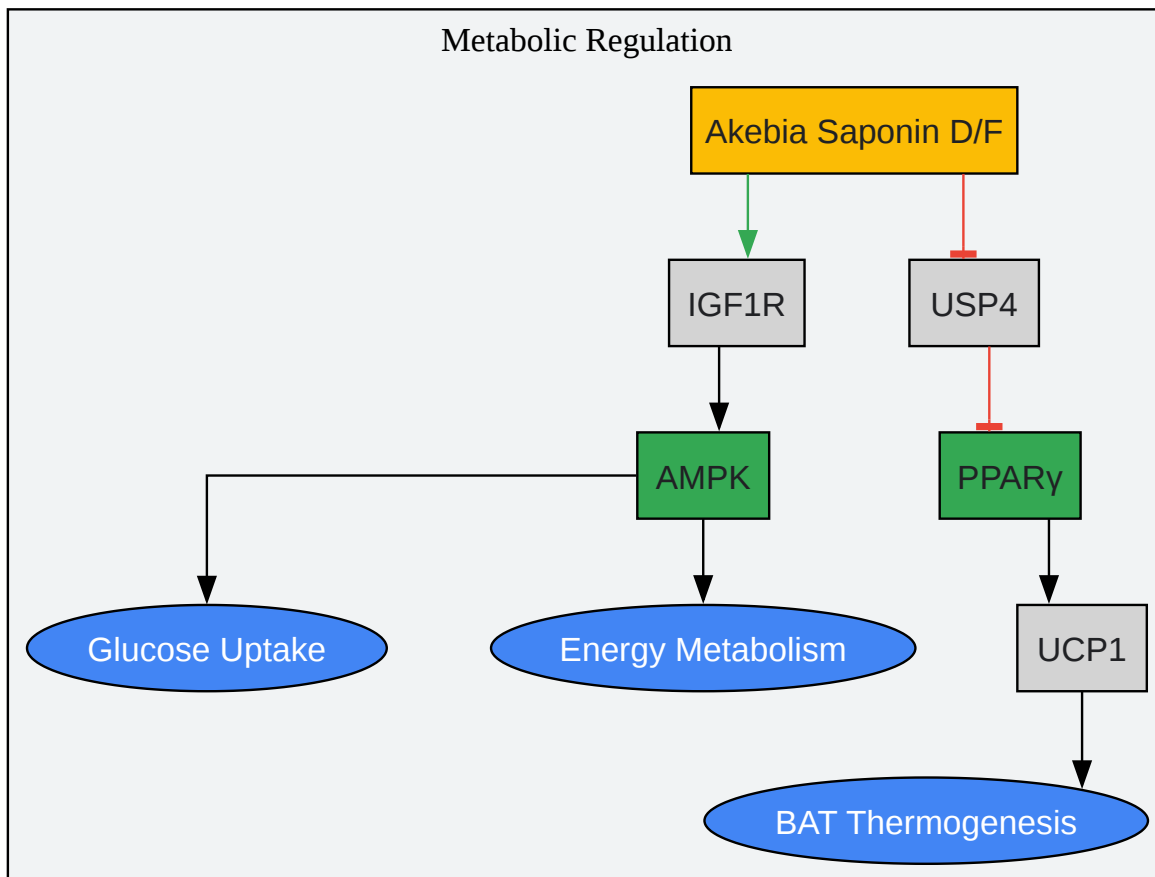 Metabolic Regulation
Akebia Saponin D/F
IGF1R
USP4
AMPK
PPARγ
Glucose Uptake
Energy Metabolism
UCP1
BAT Thermogenesis